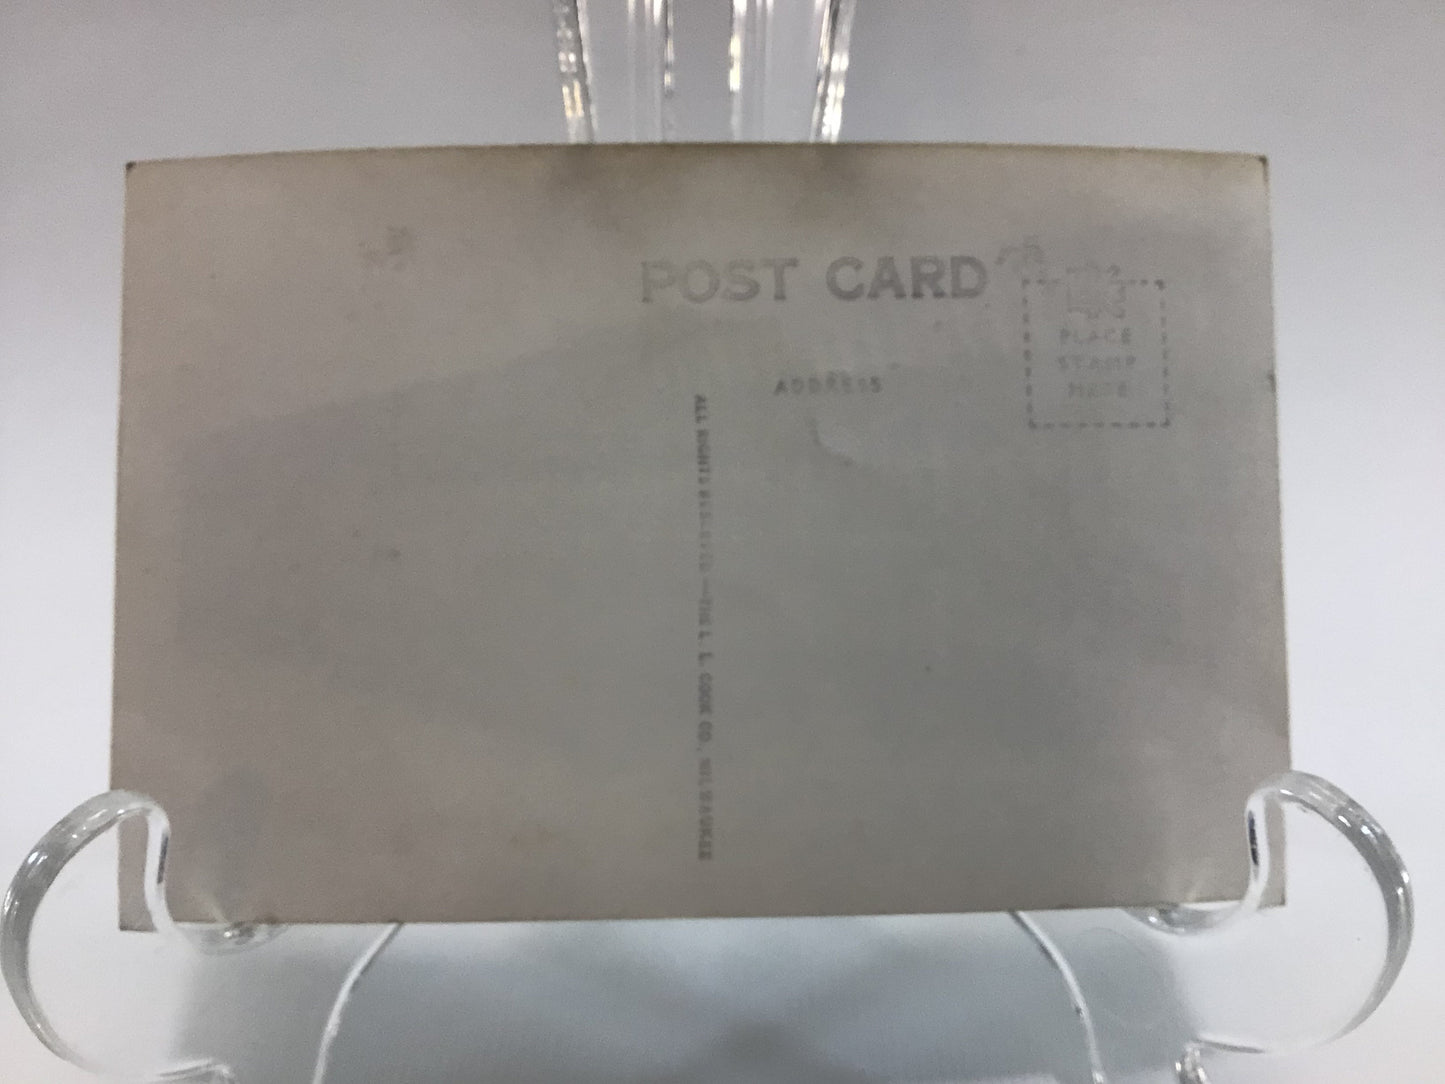 POST CARD
PLACE
STAMP
HERE
ADDRESS
ALL RIGHTS RESERVED—THE L. L. COOK CO., MILWAUKEE